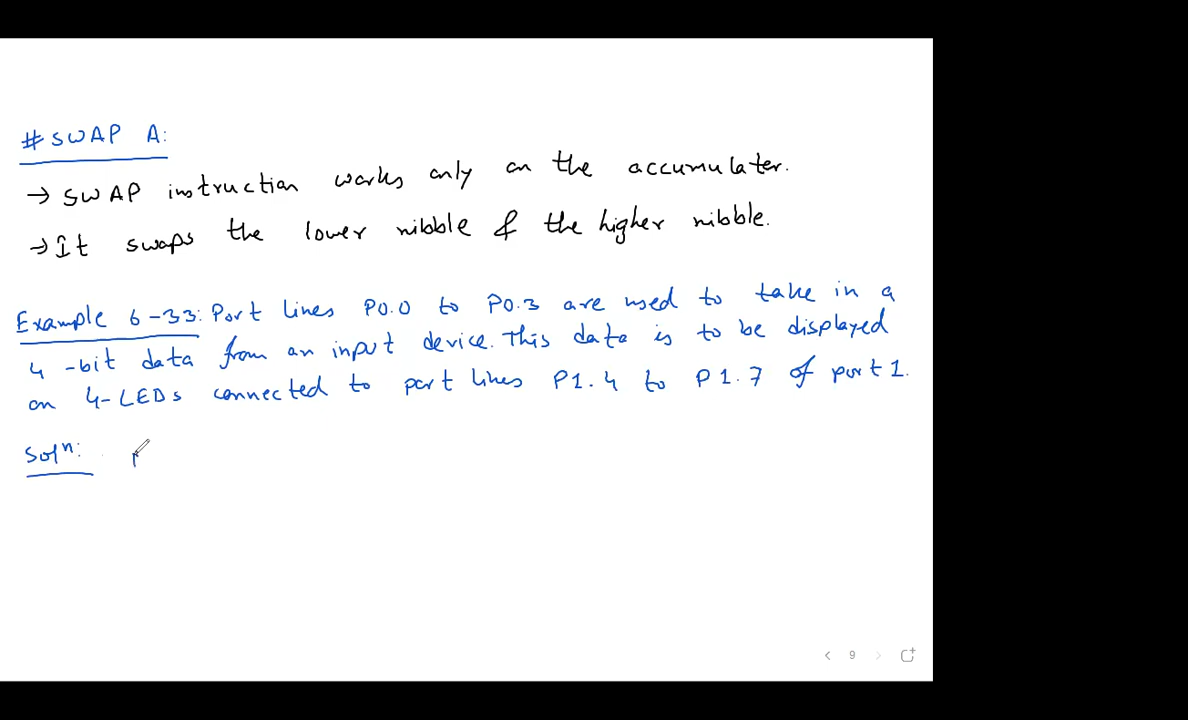 # SWAP A:
→ SWAP instruction works only on the accumulater.
→ It swaps the lower nibble & the higher nibble.
Example 6-33: Port lines P0.0 to P0.3 are used to take in a
4-bit data from an input device. This data is to be displayed
on 4-LEDs connected to port lines P1.4 to P1.7 of port 1.
Solⁿ:
< 9 >